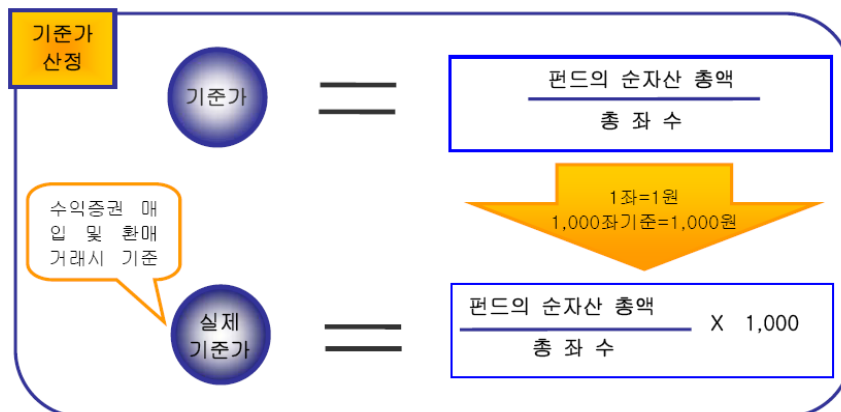 기준가
산정
기준가
펀드의 순자산 총액
총 좌 수
1좌=1원
1,000좌기준=1,000원
수익증권 매
입 및 환매
거래시 기준
실제
기준가
펀드의 순자산 총액
총 좌 수
X 1,000